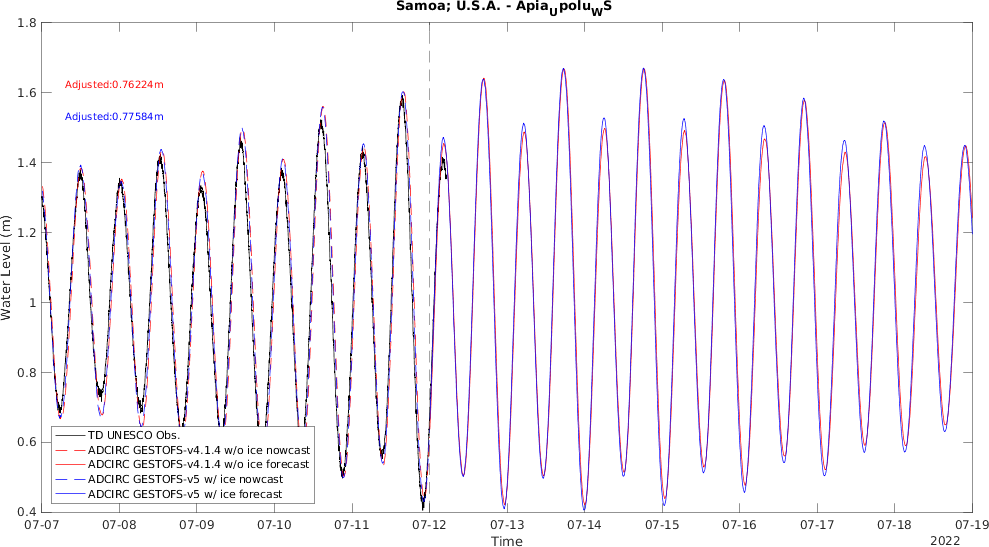 Samoa; U.S.A. - ApiaUpoluWS
1.8
1.6
1.4
1.2
1
0.8
0.6
0.4
Water Level (m)
Adjusted:0.76224m
Adjusted:0.77584m
TD UNESCO Obs.
ADCIRC GESTOFS-v4.1.4 w/o ice nowcast
ADCIRC GESTOFS-v4.1.4 w/o ice forecast
ADCIRC GESTOFS-v5 w/ ice nowcast
ADCIRC GESTOFS-v5 w/ ice forecast
07-07 07-08 07-09 07-10 07-11 07-12 07-13 07-14 07-15 07-16 07-17 07-18 07-19
Time
2022